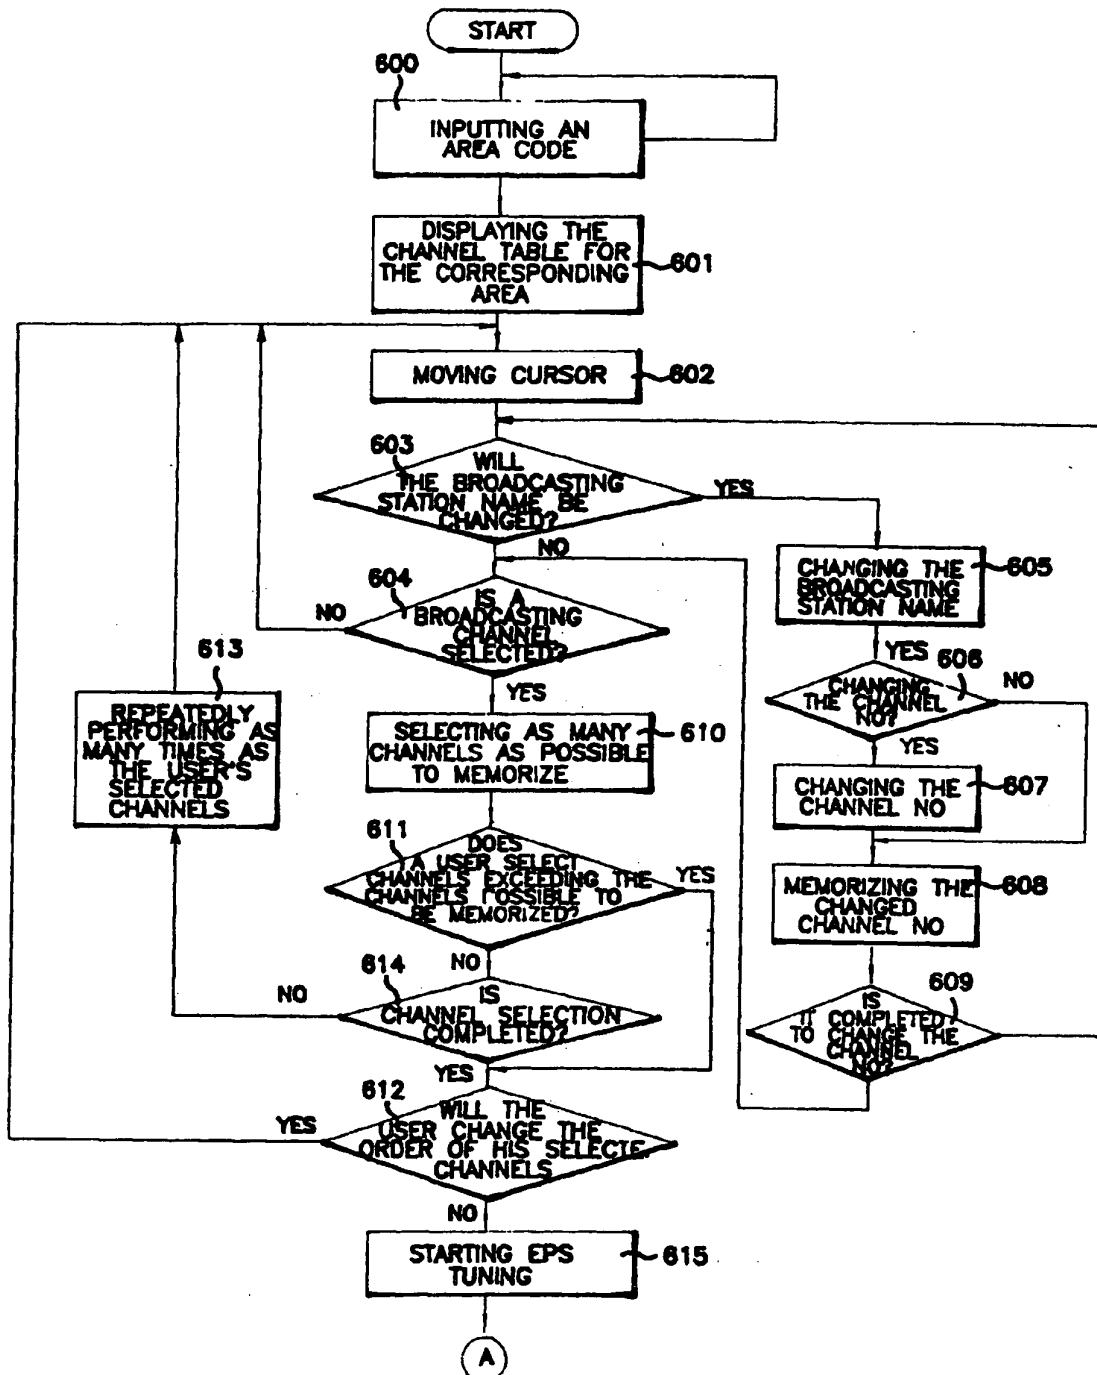 START
600
INPUTTING AN
AREA CODE
DISPLAYING THE
CHANNEL TABLE FOR
THE CORRESPONDING
AREA
601
MOVING CURSOR
602
603
WILL
THE BROADCASTING
STATION NAME BE
CHANGED?
YES
NO
604
IS A
BROADCASTING
CHANNEL
SELECTED?
NO
YES
CHANGING THE
BROADCASTING
STATION NAME
605
YES
606
CHANGING
THE CHANNEL
NO?
NO
YES
CHANGING THE
CHANNEL NO
607
MEMORIZING THE
CHANGED
CHANNEL NO
608
609
IS
IT COMPLETED
TO CHANGE THE
CHANNEL
NO?
613
REPEATEDLY
PERFORMING AS
MANY TIMES AS
THE USER'S
SELECTED
CHANNELS
SELECTING AS MANY
CHANNELS AS POSSIBLE
TO MEMORIZE
610
611
DOES
A USER SELECT
CHANNELS EXCEEDING THE
CHANNELS POSSIBLE TO
BE MEMORIZED?
YES
NO
614
IS
CHANNEL SELECTION
COMPLETED?
NO
YES
612
WILL THE
USER CHANGE THE
ORDER OF HIS SELECTE.
CHANNELS
YES
NO
STARTING EPS
TUNING
615
A